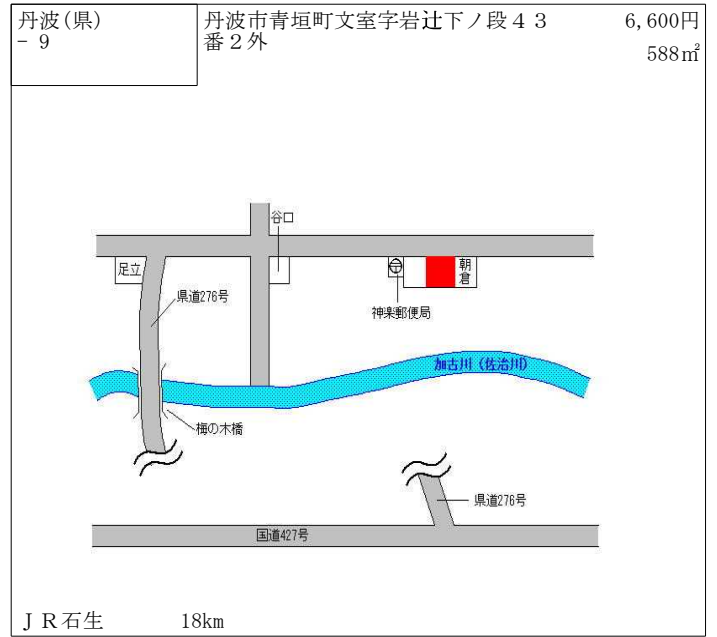 丹波(県)
- 9
丹波市青垣町文室字岩辻下ノ段４３
番２外
6,600円
588㎡
谷口
足立
朝倉
県道276号
神楽郵便局
加古川（佐治川）
梅の木橋
県道276号
国道427号
ＪＲ石生 18km